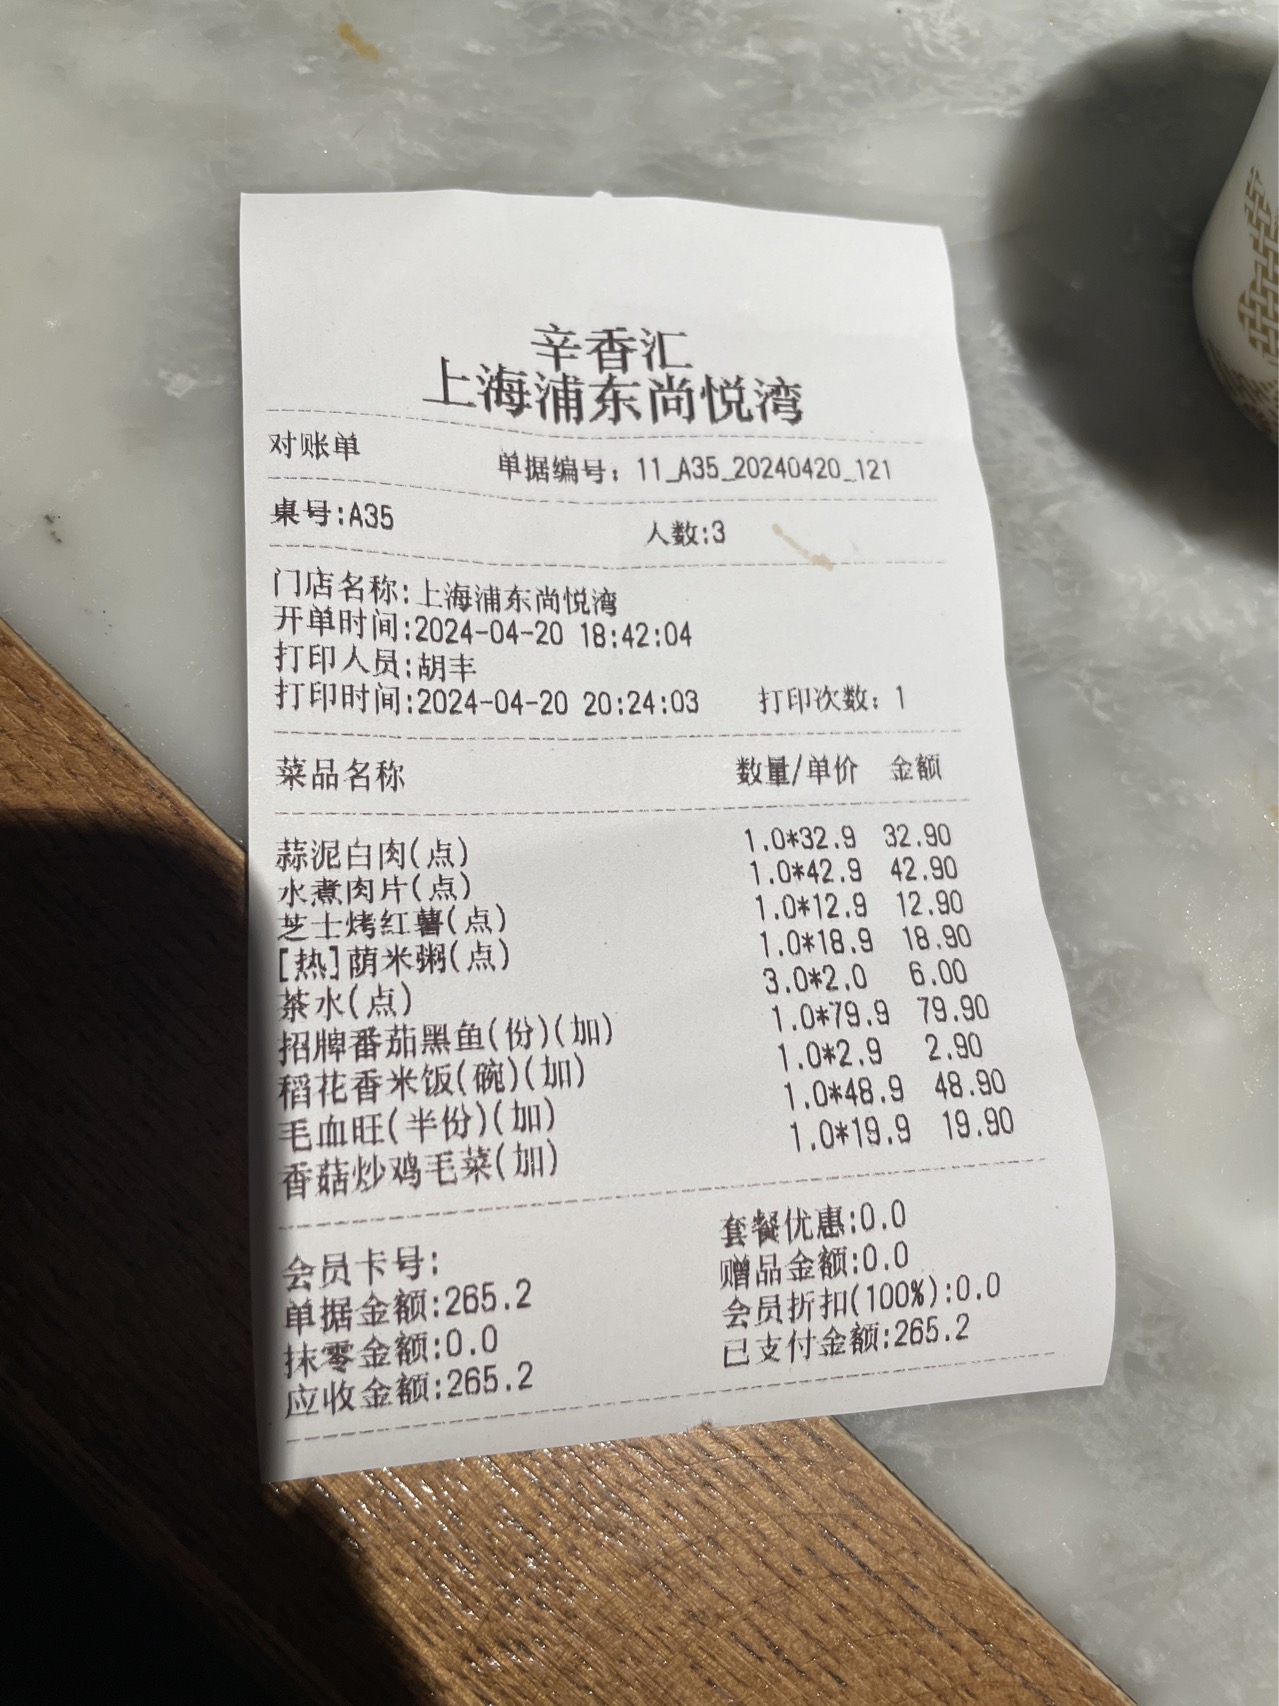 辛香汇
上海浦东尚悦湾
对账单 单据编号：11_A35_20240420_121
桌号:A35 人数:3
门店名称:上海浦东尚悦湾
开单时间:2024-04-20 18:42:04
打印人员:胡丰
打印时间:2024-04-20 20:24:03 打印次数：1
菜品名称 数量/单价 金额
蒜泥白肉(点) 1.0*32.9 32.90
水煮肉片(点) 1.0*42.9 42.90
芝士烤红薯(点) 1.0*12.9 12.90
[热]荫米粥(点) 1.0*18.9 18.90
茶水(点) 3.0*2.0 6.00
招牌番茄黑鱼(份)(加) 1.0*79.9 79.90
稻花香米饭(碗)(加) 1.0*2.9 2.90
毛血旺(半份)(加) 1.0*48.9 48.90
香菇炒鸡毛菜(加) 1.0*19.9 19.90
会员卡号: 套餐优惠:0.0
单据金额:265.2 赠品金额:0.0
抹零金额:0.0 会员折扣(100%):0.0
应收金额:265.2 已支付金额:265.2